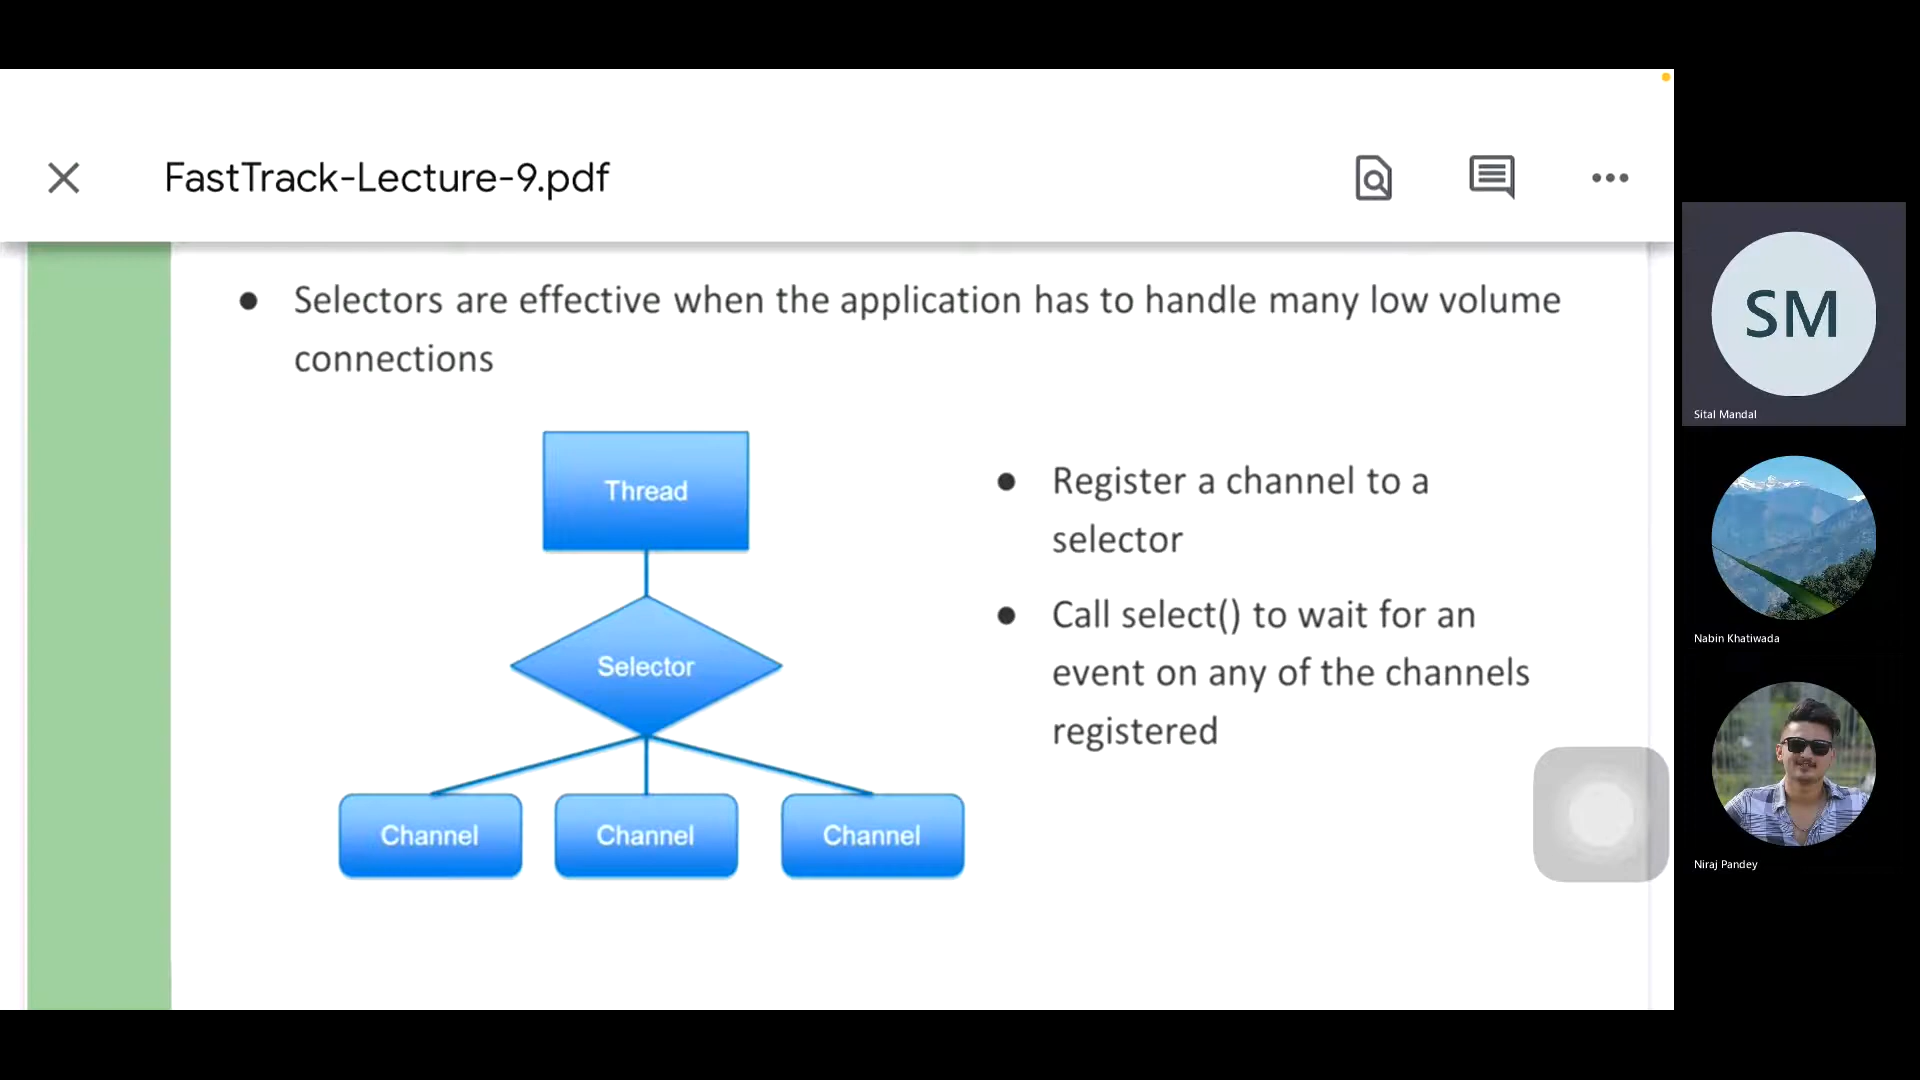 FastTrack-Lecture-9.pdf
● Selectors are effective when the application has to handle many low volume
connections
Thread
Selector
Channel Channel Channel
● Register a channel to a
selector
● Call select() to wait for an
event on any of the channels
registered
SM
Sital Mandal
Nabin Khatiwada
Niraj Pandey